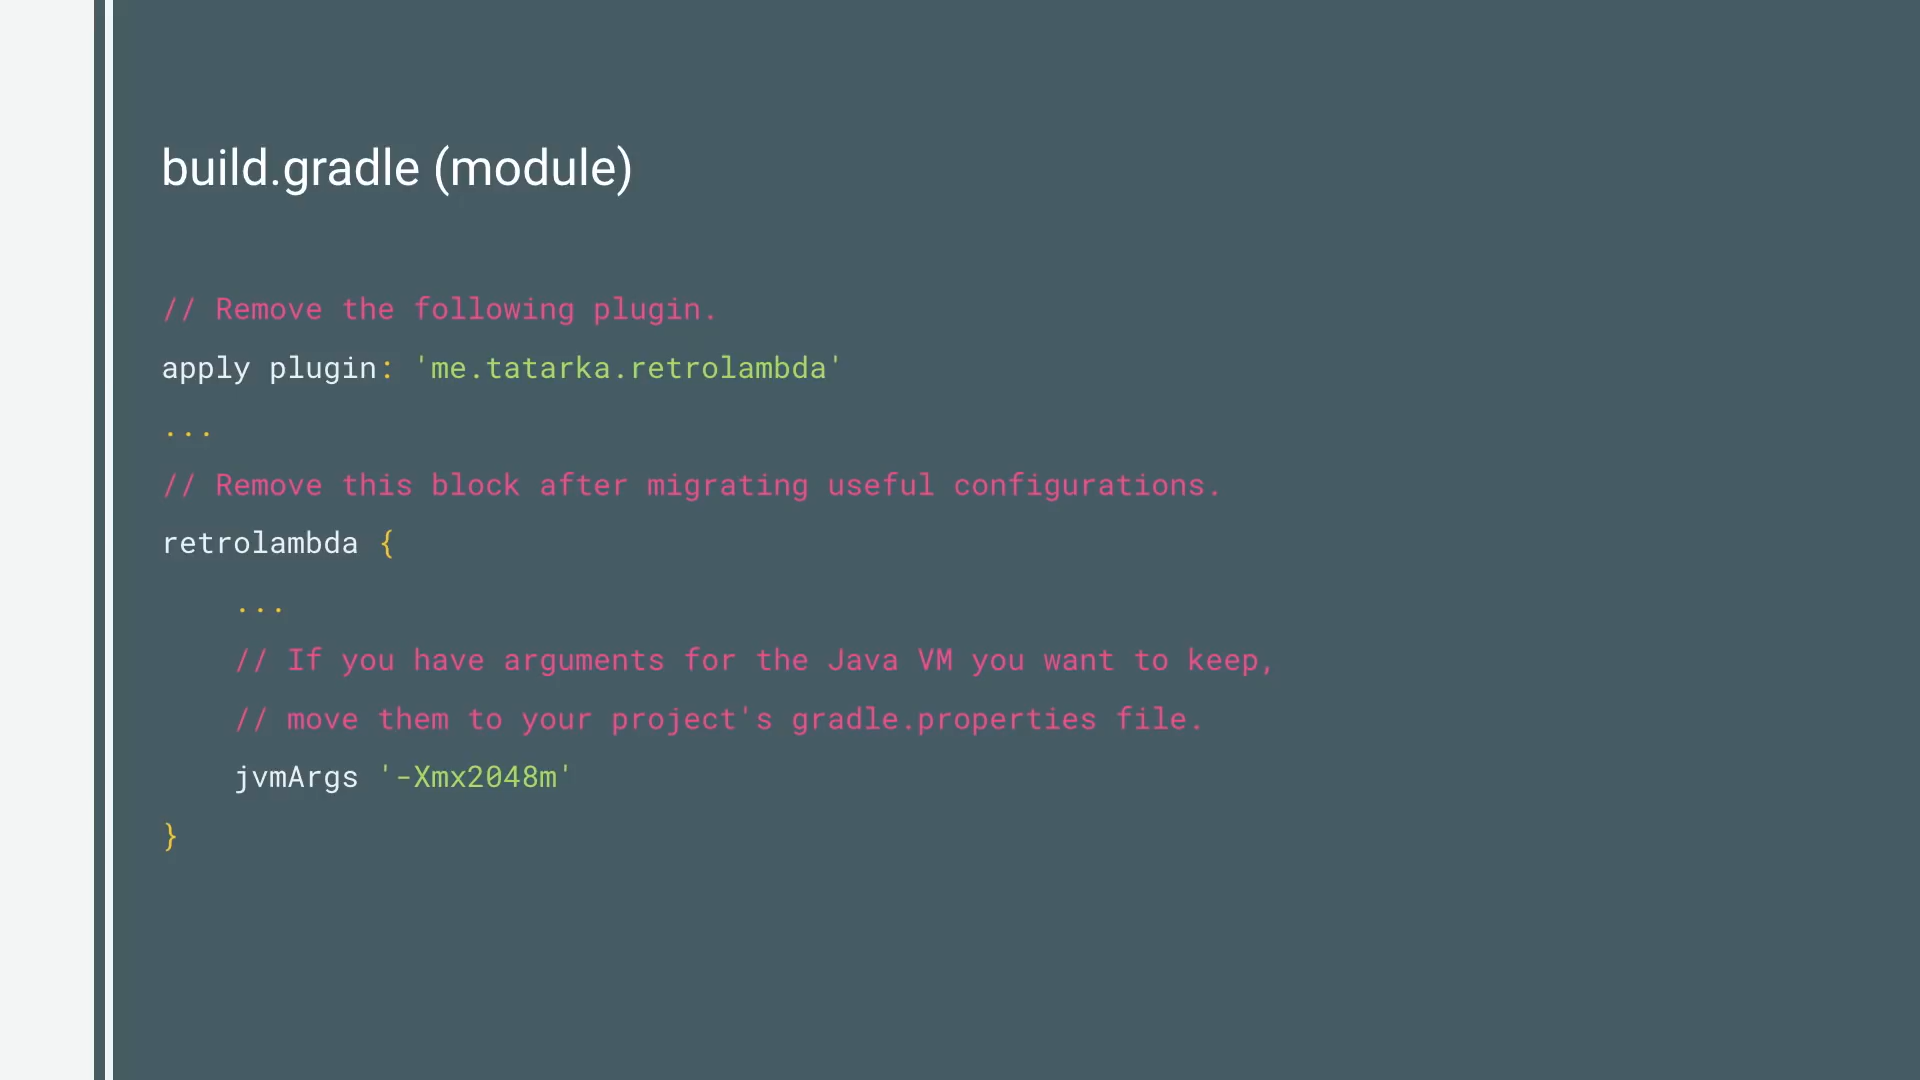 build.gradle (module)
// Remove the following plugin.
apply plugin: 'me.tatarka.retrolambda'
...
// Remove this block after migrating useful configurations.
retrolambda {
    ...
    // If you have arguments for the Java VM you want to keep,
    // move them to your project's gradle.properties file.
    jvmArgs '-Xmx2048m'
}